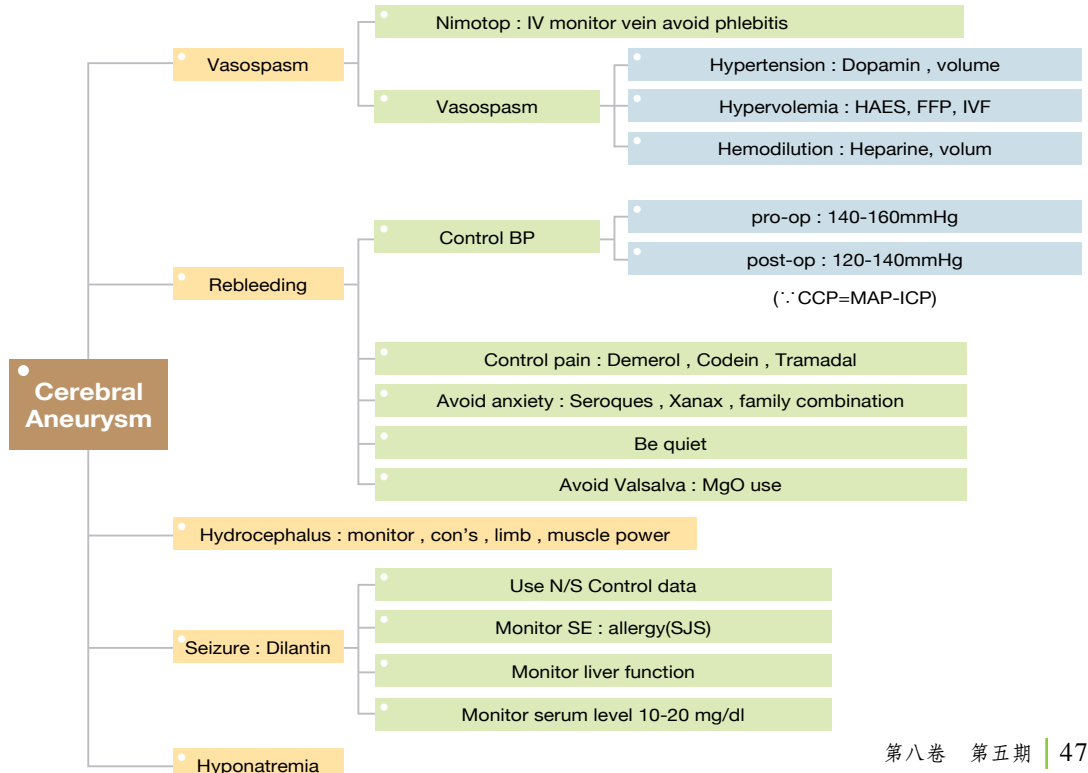 Cerebral
Aneurysm
Vasospasm
Nimotop : IV monitor vein avoid phlebitis
Vasospasm
Hypertension : Dopamin , volume
Hypervolemia : HAES, FFP, IVF
Hemodilution : Heparine, volum
Rebleeding
Control BP
pro-op : 140-160mmHg
post-op : 120-140mmHg
(∵CCP=MAP-ICP)
Control pain : Demerol , Codein , Tramadal
Avoid anxiety : Seroques , Xanax , family combination
Be quiet
Avoid Valsalva : MgO use
Hydrocephalus : monitor , con's , limb , muscle power
Seizure : Dilantin
Use N/S Control data
Monitor SE : allergy(SJS)
Monitor liver function
Monitor serum level 10-20 mg/dl
Hyponatremia
第八卷 第五期 47